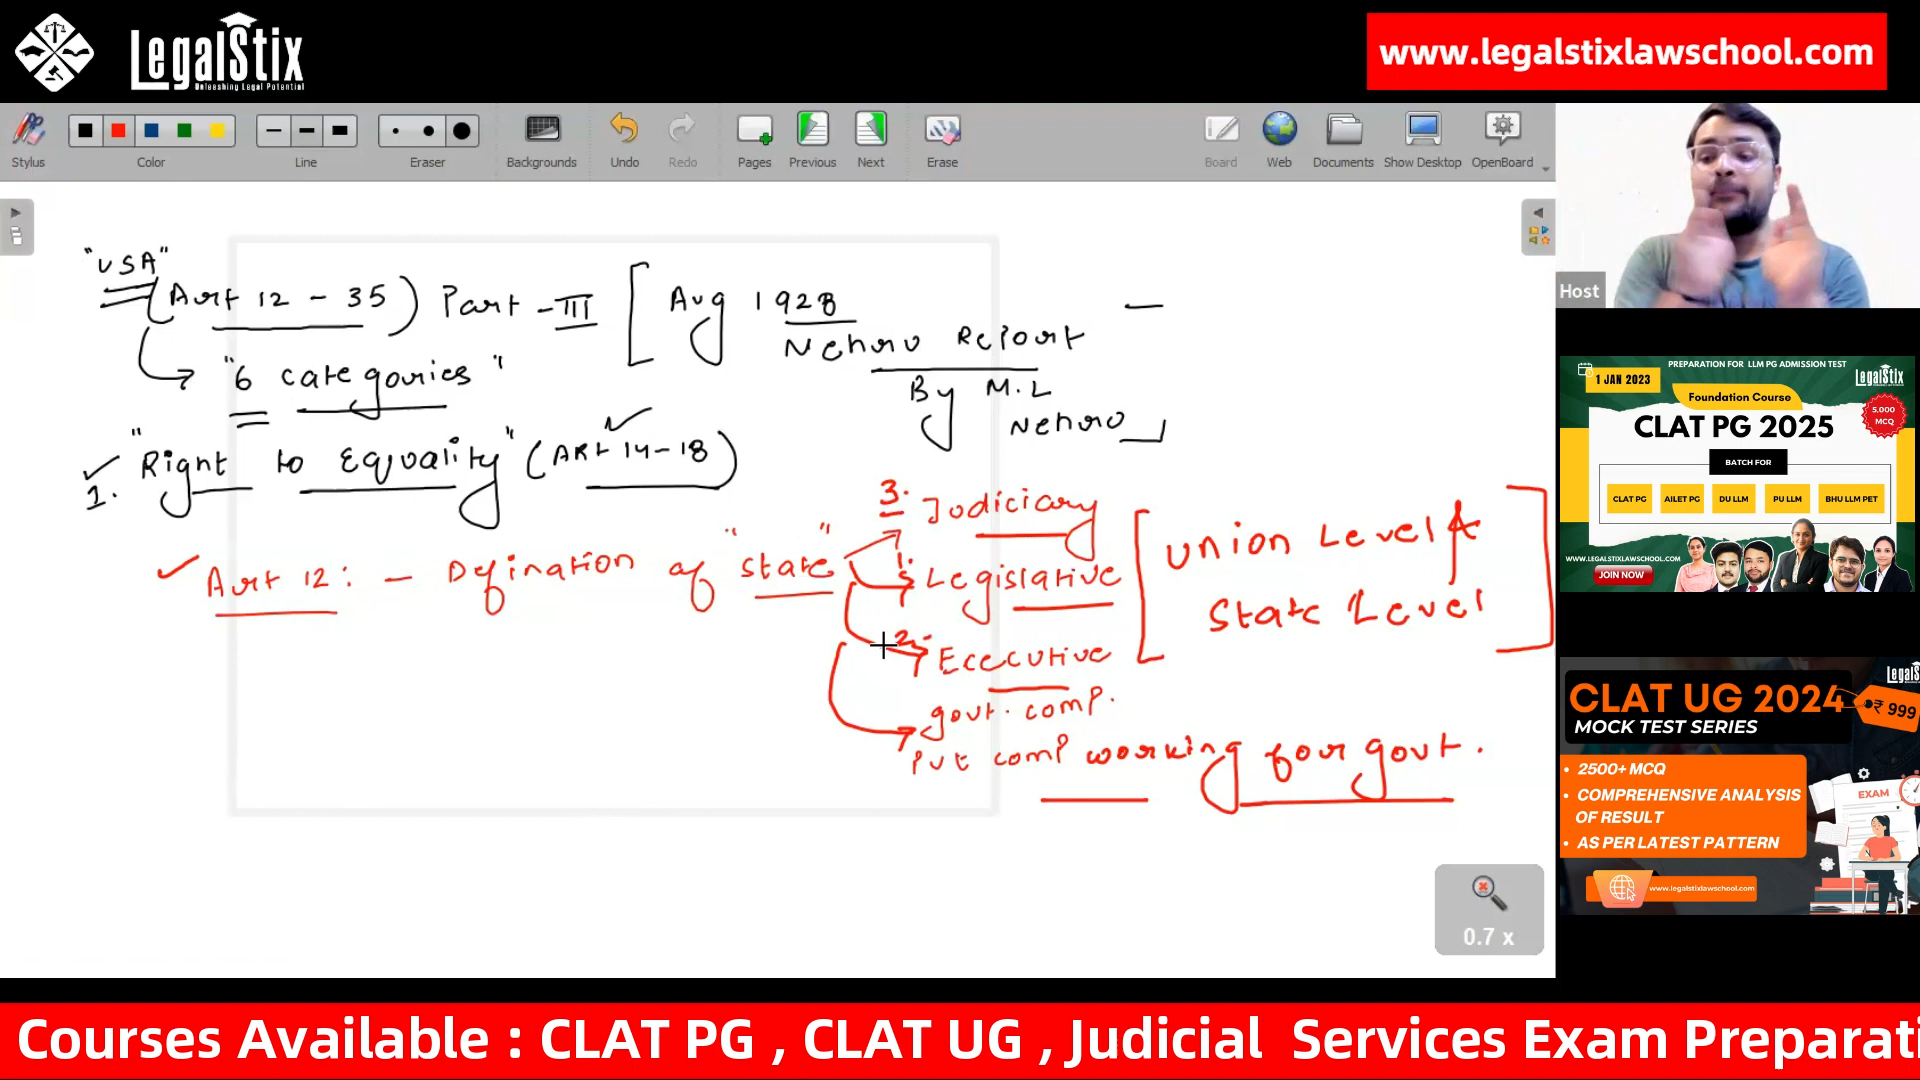 LegalStix
Unleashing Legal Potential
www.legalstixlawschool.com
Stylus
Color
Line
Eraser
Backgrounds
Undo
Redo
Pages
Previous
Next
Erase
Board
Web
Documents
Show Desktop
OpenBoard
"USA"
(Art 12 - 35) Part - III [ Aug 1928
Nehru Report
By M.L
Nehru ]
"6 categories"
1. "Right to Equality" (Art 14-18)
Art 12: - Defination of "state"
3. Judiciary
1. Legislative
2. Ececutive
[ Union Level &
State Level ]
govt. comp.
Pvt comp working for govt.
0.7 x
Host
1 JAN 2023
PREPARATION FOR LLM PG ADMISSION TEST
LegalStix
Foundation Course
5,000 MCQ
CLAT PG 2025
BATCH FOR
CLAT PG
AILET PG
DU LLM
PU LLM
BHU LLM PET
WWW.LEGALSTIXLAWSCHOOL.COM
JOIN NOW
LegalS
CLAT UG 2024
₹ 999
MOCK TEST SERIES
• 2500+ MCQ
• COMPREHENSIVE ANALYSIS
OF RESULT
• AS PER LATEST PATTERN
EXAM
www.legalstixlawschool.com
Courses Available : CLAT PG , CLAT UG , Judicial Services Exam Preparati